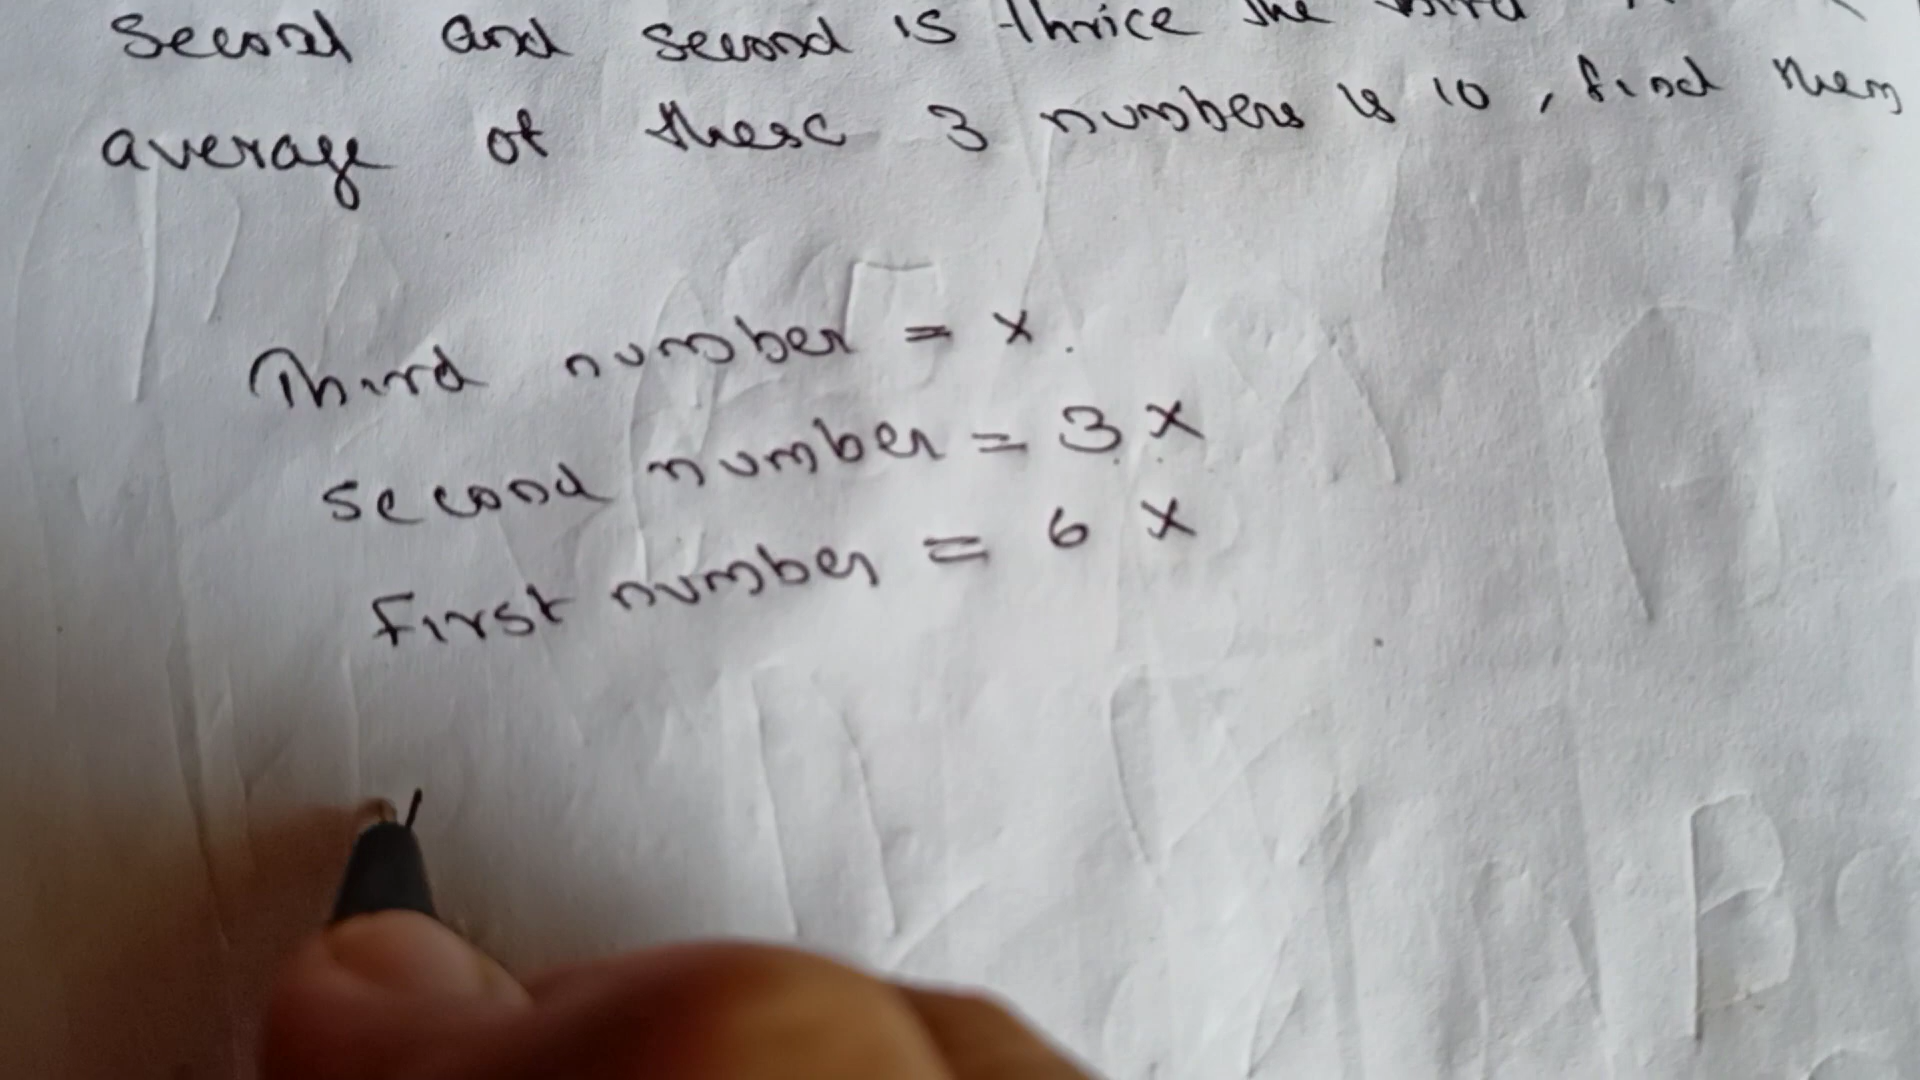 Second and second is thrice the third
average of these 3 numbers is 10, find them
Third number = x.
Second number = 3x
First number = 6x